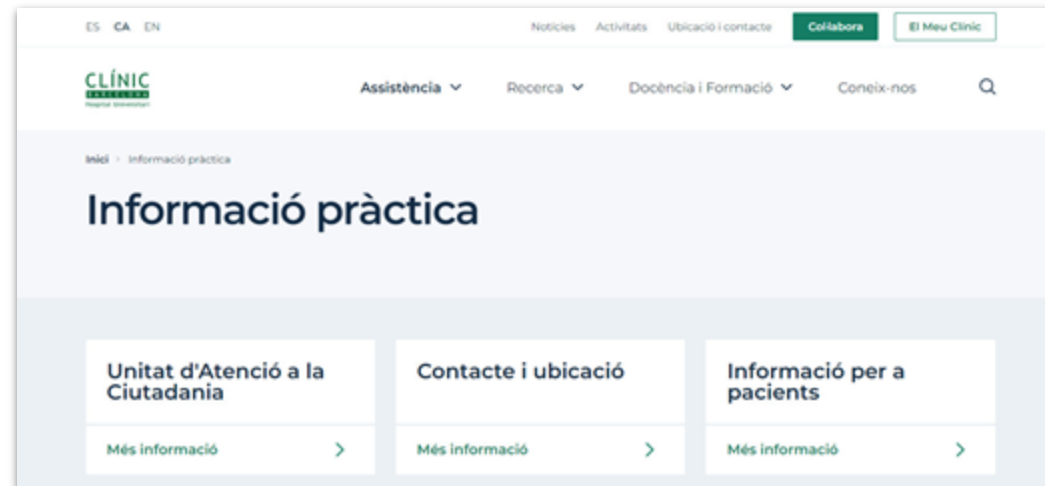 ES CA EN
Notícies Activitats Ubicació i contacte Col·labora El Meu Clínic
CLÍNIC
BARCELONA
Hospital Universitari
Assistència Recerca Docència i Formació Coneix-nos
Inici > Informació pràctica
Informació pràctica
Unitat d'Atenció a la
Ciutadania
Més informació
Contacte i ubicació
Més informació
Informació per a
pacients
Més informació